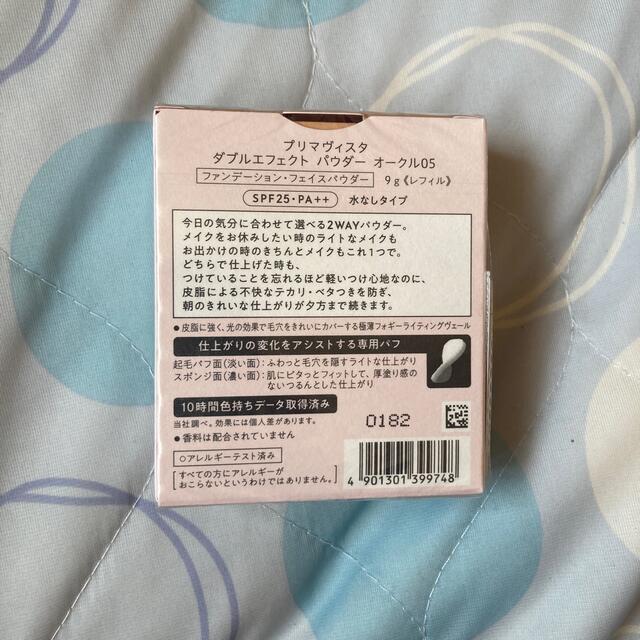 プリマヴィスタ
ダブルエフェクト パウダー オークル05
ファンデーション・フェイスパウダー 9g《レフィル》
SPF25・PA++ 水なしタイプ
今日の気分に合わせて選べる2WAYパウダー。
メイクをお休みしたい時のライトなメイクも
お出かけの時のきちんとメイクもこれ1つで。
どちらで仕上げた時も、
つけていることを忘れるほど軽いつけ心地なのに、
皮脂による不快なテカリ・ベタつきを防ぎ、
朝のきれいな仕上がりが夕方まで続きます。
● 皮脂に強く、光の効果で毛穴をきれいにカバーする極薄フォギーライティングヴェール
仕上がりの変化をアシストする専用パフ
起毛パフ面(淡い面):ふわっと毛穴を隠すライトな仕上がり
スポンジ面(濃い面):肌にピタっとフィットして、厚塗り感の
ないつるんとした仕上がり
10時間色持ちデータ取得済み
当社調べ。効果には個人差があります。
● 香料は配合されていません
○アレルギーテスト済み
すべての方にアレルギーが
おこらないというわけではありません。
0182
4 901301 399748